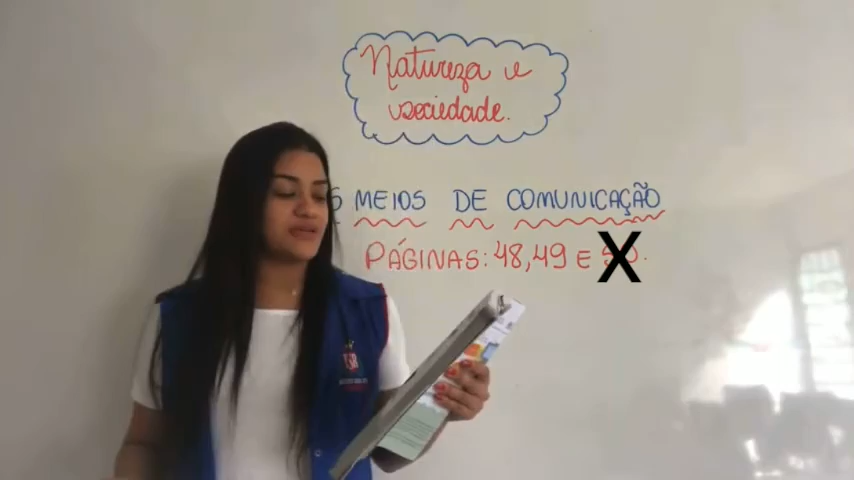 Natureza e
sociedade.
S MEIOS DE COMUNICAÇÃO
PÁGINAS: 48, 49 E X